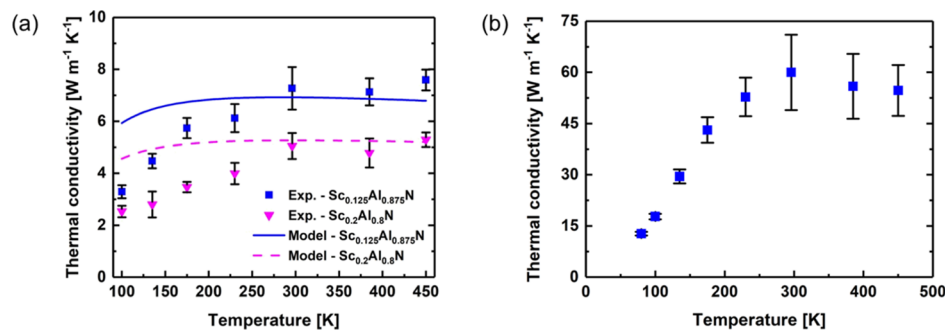 (a)
Thermal conductivity [W m⁻¹ K⁻¹]
10
8
6
4
2
0
Exp. - Sc₀.₁₂₅Al₀.₈₇₅N
Exp. - Sc₀.₂Al₀.₈N
Model - Sc₀.₁₂₅Al₀.₈₇₅N
Model - Sc₀.₂Al₀.₈N
100 150 200 250 300 350 400 450
Temperature [K]
(b)
Thermal conductivity [W m⁻¹ K⁻¹]
75
60
45
30
15
0
0 100 200 300 400 500
Temperature [K]